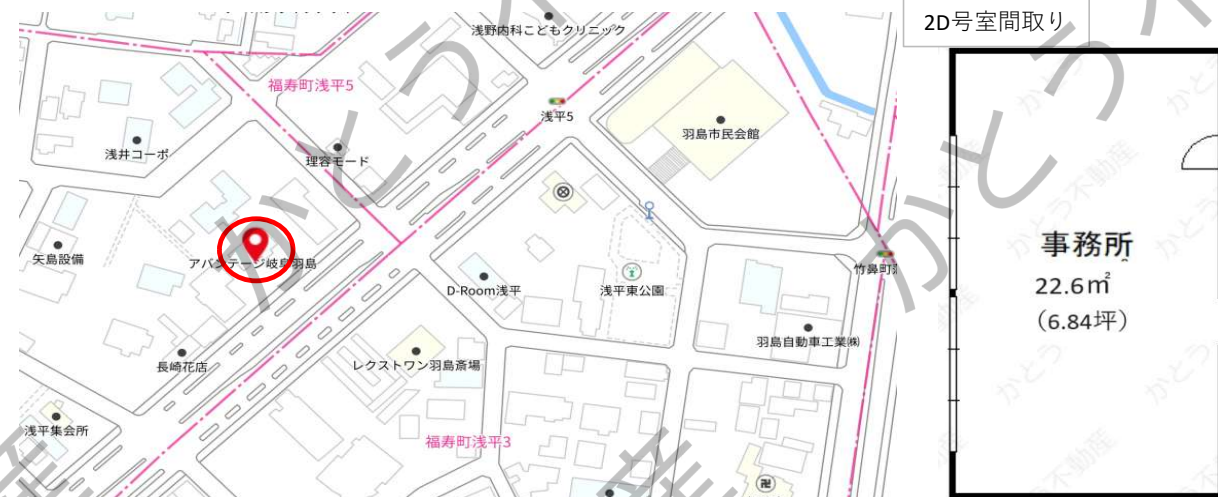 浅野内科こどもクリニック
福寿町浅平5
浅平5
羽島市民会館
浅井コーポ
理容モード
矢島設備
アバンテージ岐阜羽島
D-Room浅平
浅平東公園
竹鼻町
羽島自動車工業㈱
長崎花店
レクストワン羽島斎場
浅平集会所
福寿町浅平3
2D号室間取り
事務所
22.6㎡
（6.84坪）
かとう不動産